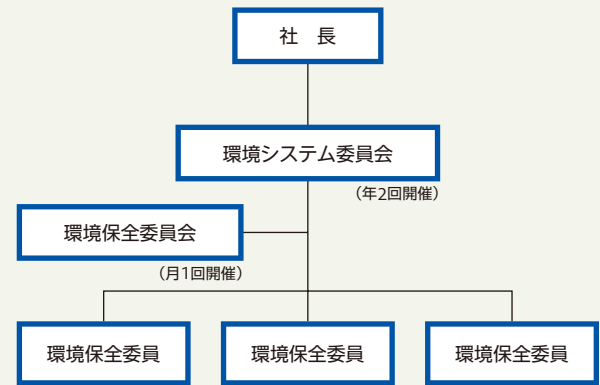 社　長
環境システム委員会
（年2回開催）
環境保全委員会
（月1回開催）
環境保全委員
環境保全委員
環境保全委員